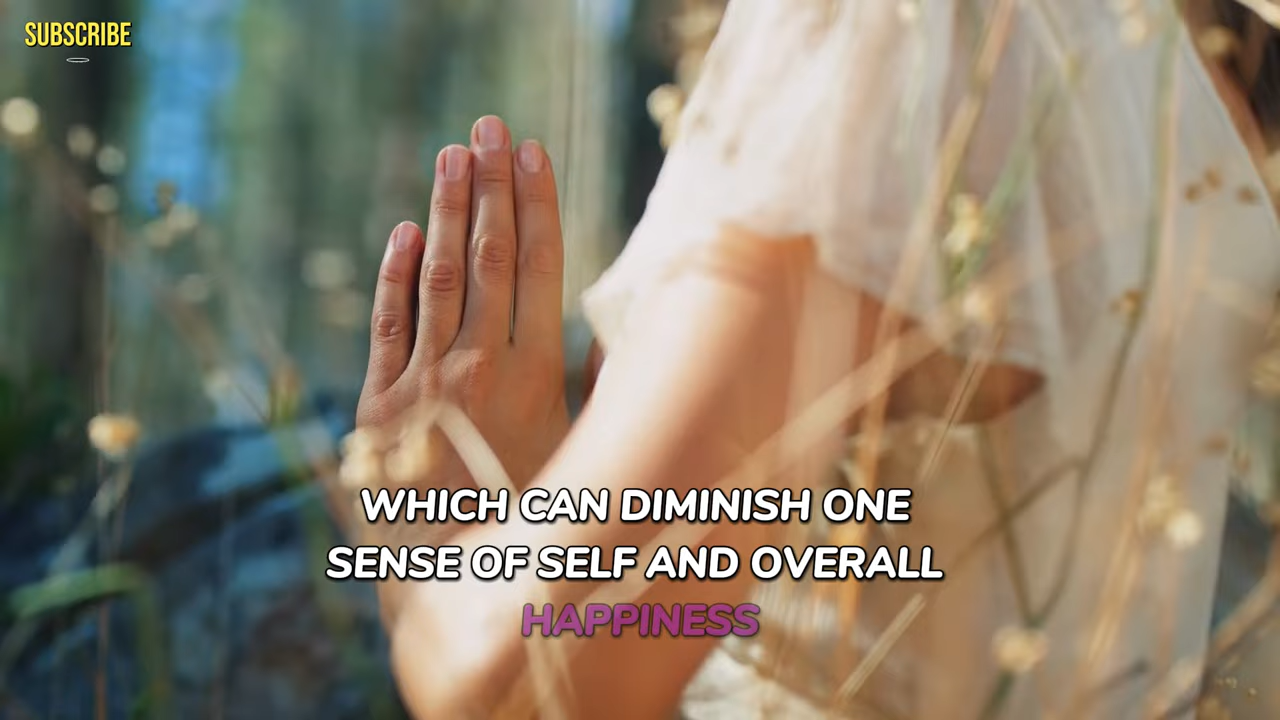 SUBSCRIBE
WHICH CAN DIMINISH ONE
SENSE OF SELF AND OVERALL
HAPPINESS